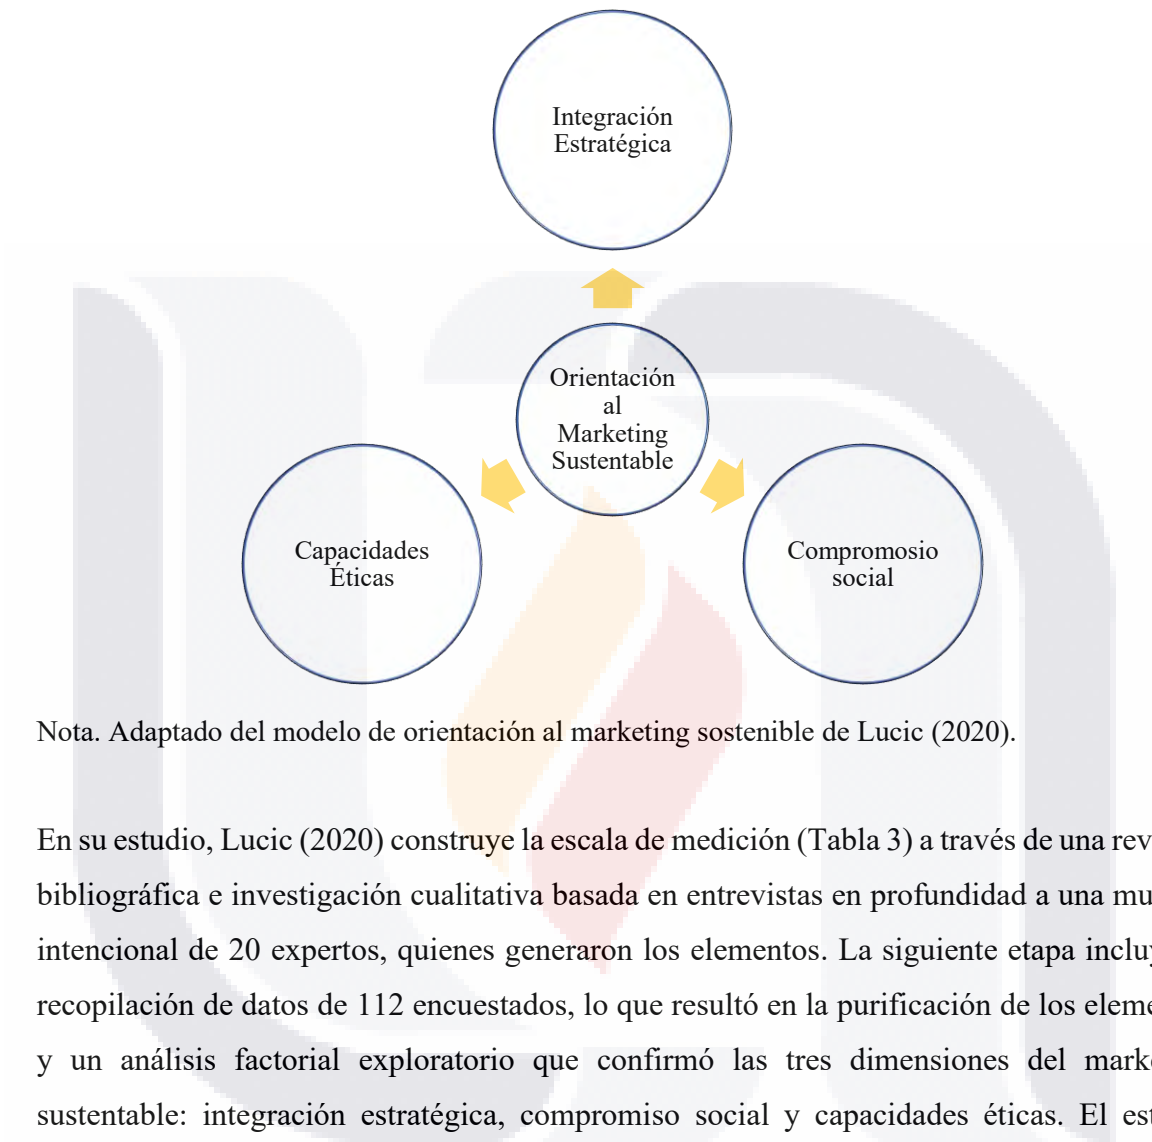 Integración
Estratégica
Orientación
al
Marketing
Sustentable
Capacidades
Éticas
Compromosio
social
Nota. Adaptado del modelo de orientación al marketing sostenible de Lucic (2020).
En su estudio, Lucic (2020) construye la escala de medición (Tabla 3) a través de una rev
bibliográfica e investigación cualitativa basada en entrevistas en profundidad a una mu
intencional de 20 expertos, quienes generaron los elementos. La siguiente etapa incluy
recopilación de datos de 112 encuestados, lo que resultó en la purificación de los eleme
y un análisis factorial exploratorio que confirmó las tres dimensiones del mark
sustentable: integración estratégica, compromiso social y capacidades éticas. El est